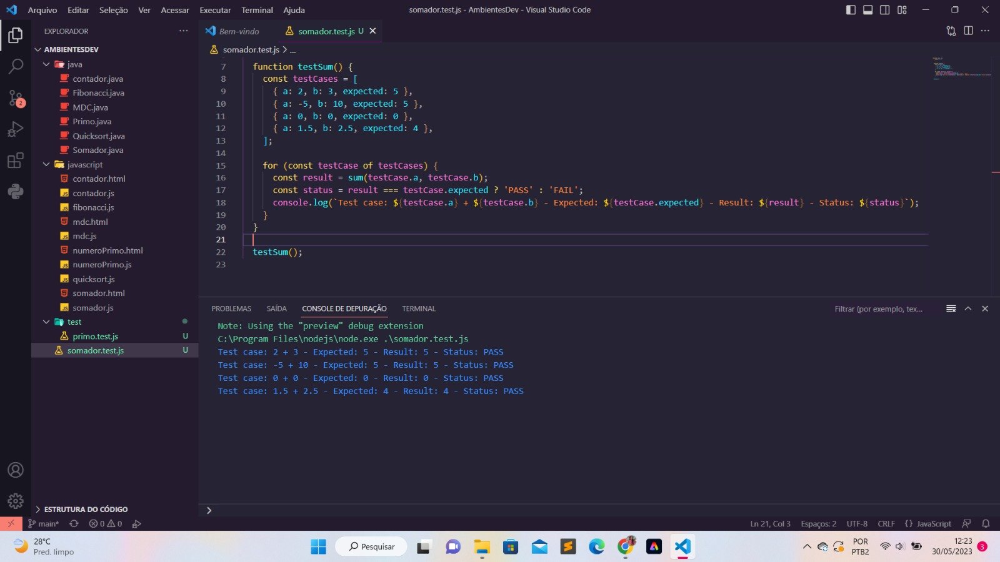 Arquivo Editar Seleção Ver Acessar Executar Terminal Ajuda
somador.test.js - AmbientesDev - Visual Studio Code
EXPLORADOR
Bem-vindo
somador.test.js U
AMBIENTESDEV
somador.test.js > ...
java
contador.java
Fibonacci.java
MDC.java
Primo.java
Quicksort.java
Somador.java
javascript
contador.html
contador.js
fibonacci.js
mdc.html
mdc.js
numeroPrimo.html
numeroPrimo.js
quicksort.js
somador.html
somador.js
test
primo.test.js U
somador.test.js U
ESTRUTURA DO CÓDIGO
2
7 function testSum() {
8 const testCases = [
9 { a: 2, b: 3, expected: 5 },
10 { a: -5, b: 10, expected: 5 },
11 { a: 0, b: 0, expected: 0 },
12 { a: 1.5, b: 2.5, expected: 4 },
13 ];
14
15 for (const testCase of testCases) {
16 const result = sum(testCase.a, testCase.b);
17 const status = result === testCase.expected ? 'PASS' : 'FAIL';
18 console.log(`Test case: ${testCase.a} + ${testCase.b} - Expected: ${testCase.expected} - Result: ${result} - Status: ${status}`);
19 }
20 }
21
22 testSum();
23
PROBLEMAS SAÍDA CONSOLE DE DEPURAÇÃO TERMINAL
Filtrar (por exemplo, tex...
Note: Using the "preview" debug extension
C:\Program Files\nodejs\node.exe .\somador.test.js
Test case: 2 + 3 - Expected: 5 - Result: 5 - Status: PASS
Test case: -5 + 10 - Expected: 5 - Result: 5 - Status: PASS
Test case: 0 + 0 - Expected: 0 - Result: 0 - Status: PASS
Test case: 1.5 + 2.5 - Expected: 4 - Result: 4 - Status: PASS
main* 0 0
Ln 21, Col 3 Espaços: 2 UTF-8 CRLF {} JavaScript
28°C
Pred. limpo
Pesquisar
POR
PTB2
12:23
30/05/2023
3